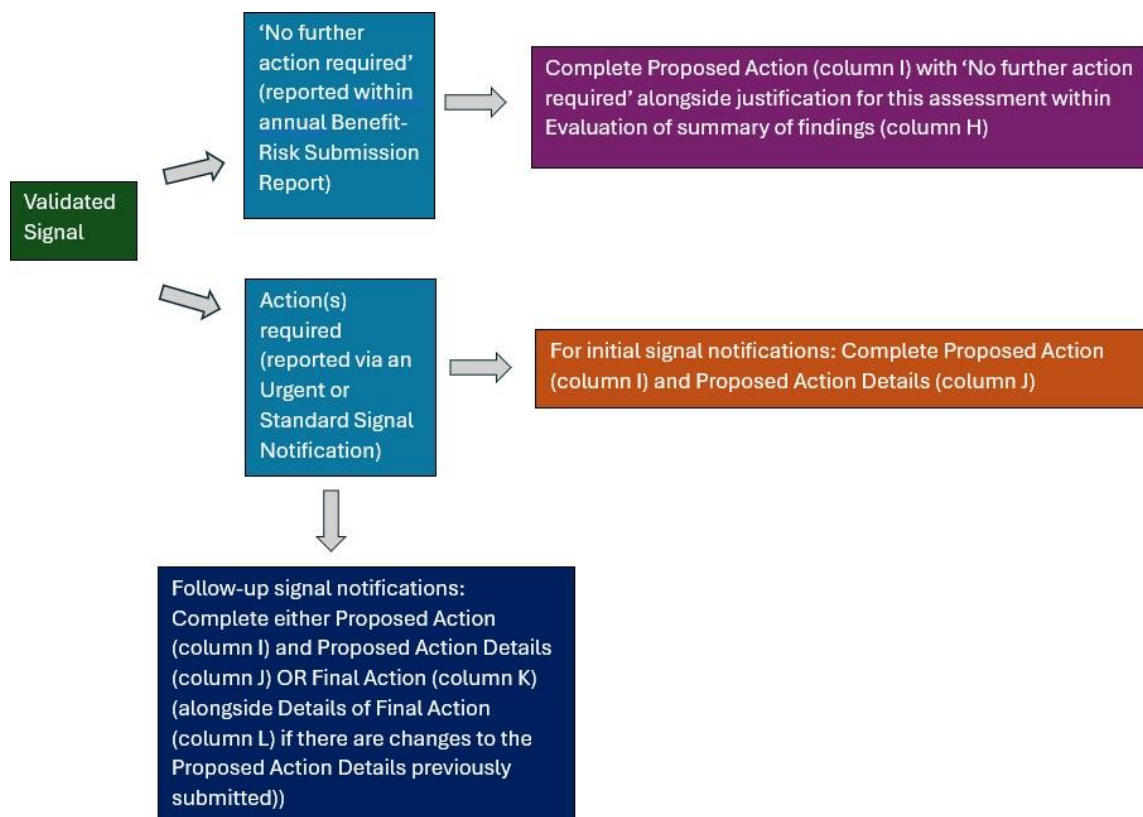 Validated
Signal
‘No further
action required’
(reported within
annual Benefit-
Risk Submission
Report)
Complete Proposed Action (column I) with ‘No further action
required’ alongside justification for this assessment within
Evaluation of summary of findings (column H)
Action(s)
required
(reported via an
Urgent or
Standard Signal
Notification)
For initial signal notifications: Complete Proposed Action
(column I) and Proposed Action Details (column J)
Follow-up signal notifications:
Complete either Proposed Action
(column I) and Proposed Action Details
(column J) OR Final Action (column K)
(alongside Details of Final Action
(column L) if there are changes to the
Proposed Action Details previously
submitted))